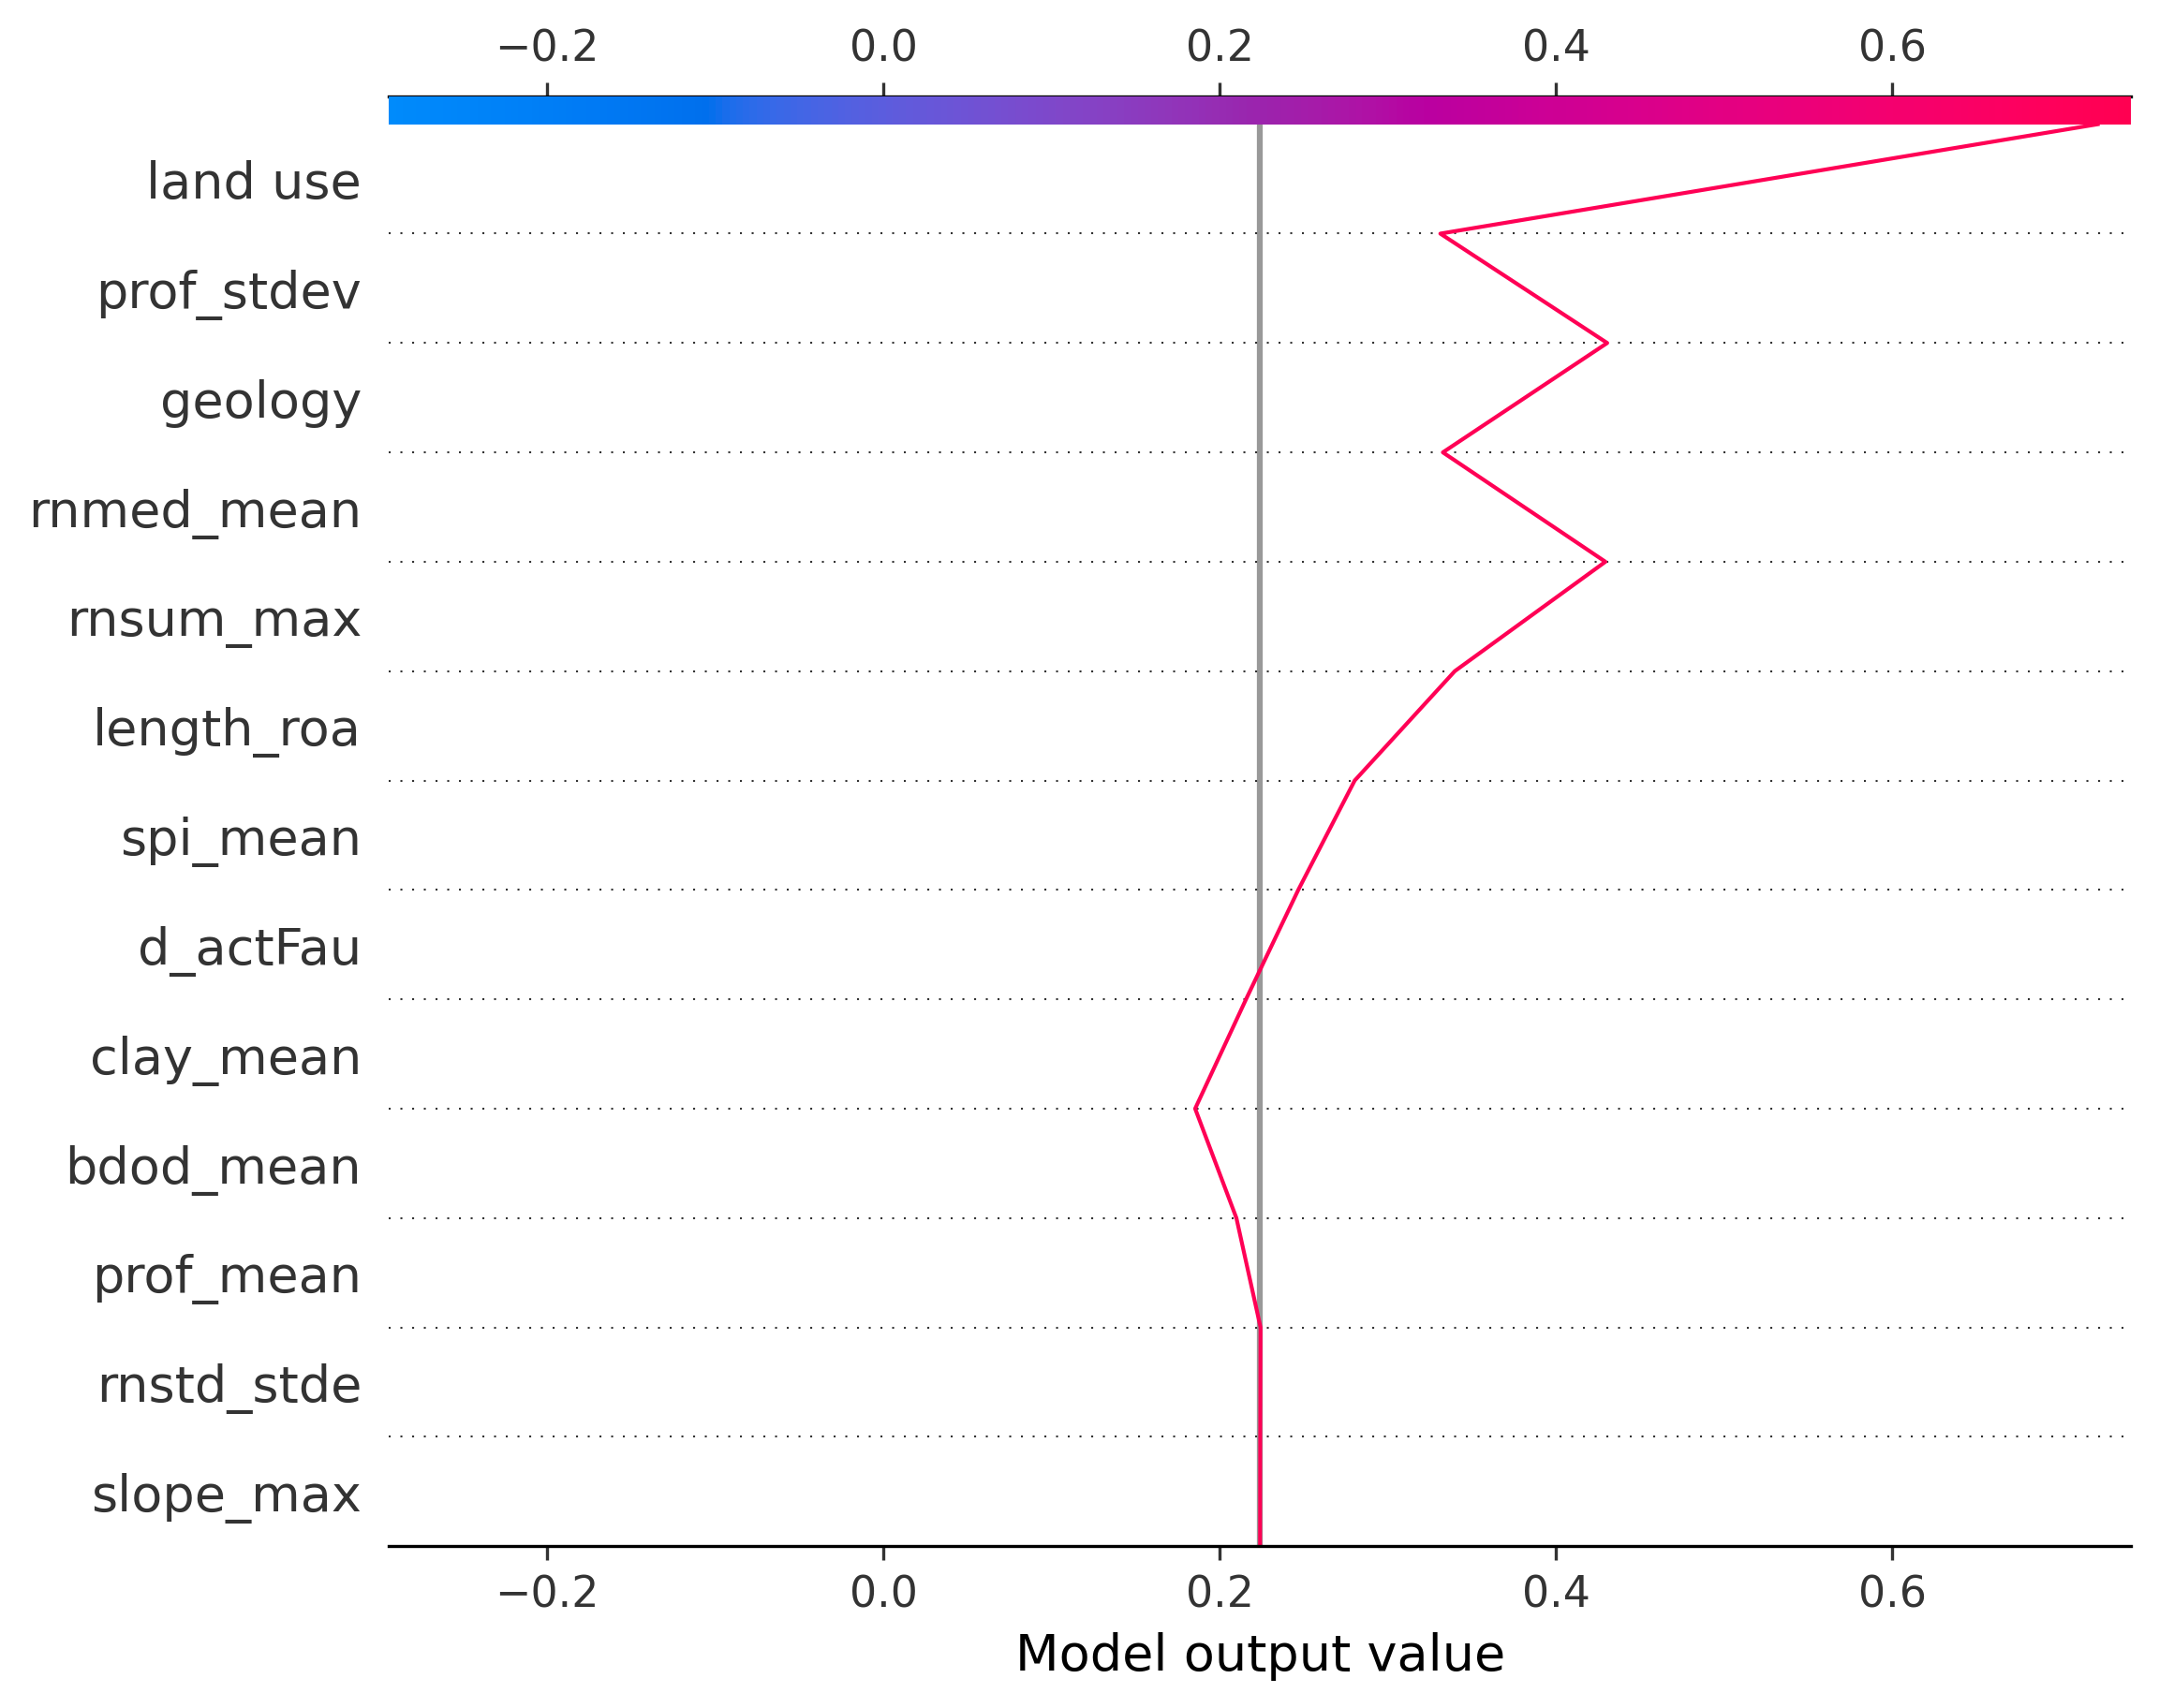 −0.2 0.0 0.2 0.4 0.6
land use
prof_stdev
geology
rnmed_mean
rnsum_max
length_roa
spi_mean
d_actFau
clay_mean
bdod_mean
prof_mean
rnstd_stde
slope_max
−0.2 0.0 0.2 0.4 0.6
Model output value